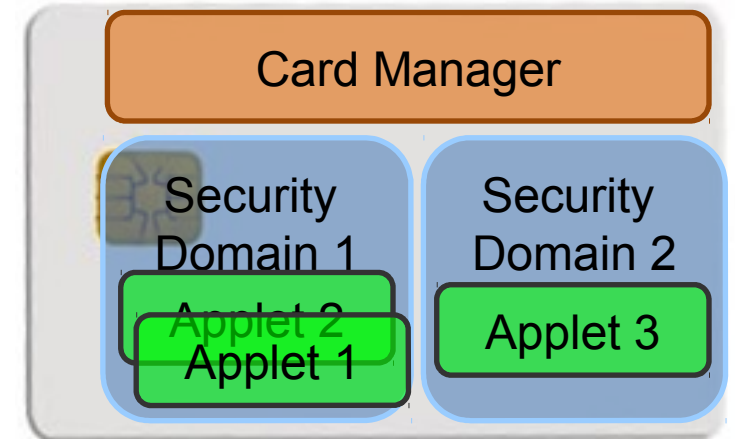 Card Manager
Security
Domain 1
Applet 2
Applet 1
Security
Domain 2
Applet 3